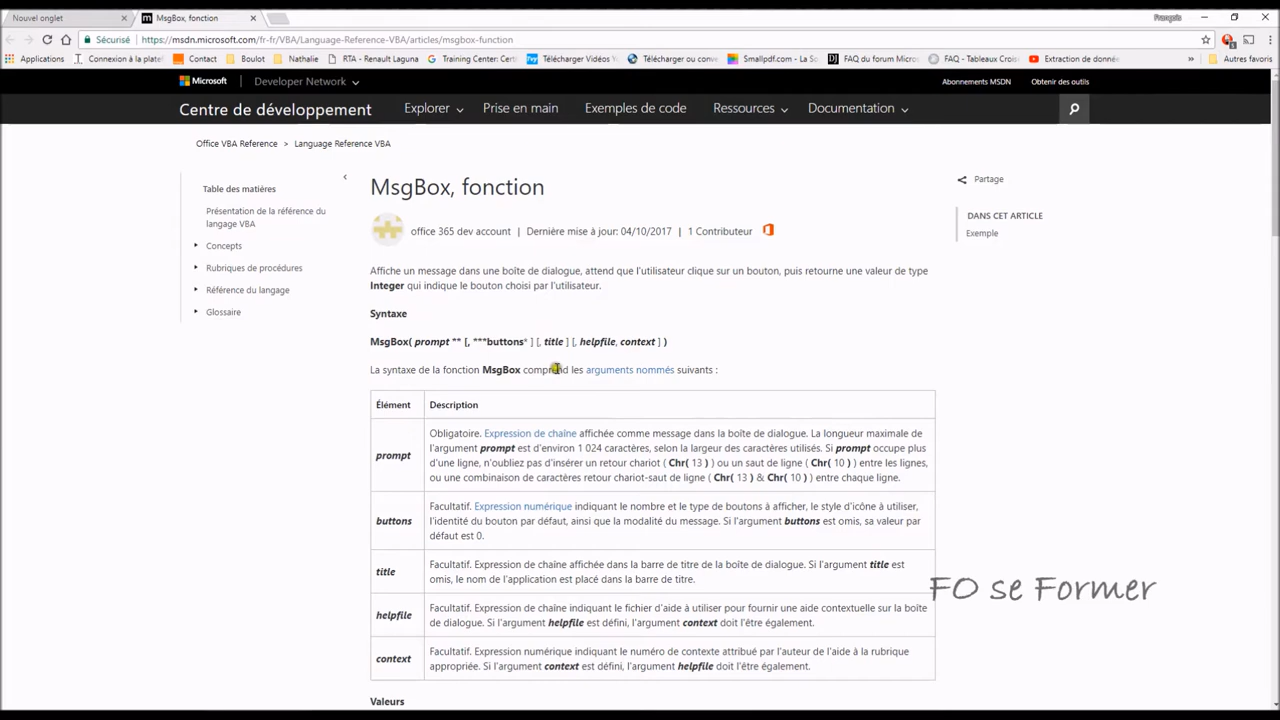 Nouvel onglet
MsgBox, fonction
François
Sécurisé
https://msdn.microsoft.com/fr-fr/VBA/Language-Reference-VBA/articles/msgbox-function
Applications
Connexion à la platef
Contact
Boulot
Nathalie
RTA - Renault Laguna
Training Center: Certi
Télécharger Vidéos Y
Télécharger ou conve
Smallpdf.com - La So
FAQ du forum Micros
FAQ - Tableaux Crois
Extraction de donnée
»
Autres favoris
Microsoft
Developer Network
Abonnements MSDN
Obtenir des outils
Centre de développement
Explorer
Prise en main
Exemples de code
Ressources
Documentation
Office VBA Reference > Language Reference VBA
Table des matières
Présentation de la référence du
langage VBA
Concepts
Rubriques de procédures
Référence du langage
Glossaire
MsgBox, fonction
office 365 dev account | Dernière mise à jour: 04/10/2017 | 1 Contributeur
Partage
DANS CET ARTICLE
Exemple
Affiche un message dans une boîte de dialogue, attend que l'utilisateur clique sur un bouton, puis retourne une valeur de type
Integer qui indique le bouton choisi par l'utilisateur.
Syntaxe
MsgBox( prompt ** [, ***buttons* ] [, title ] [, helpfile, context ] )
La syntaxe de la fonction MsgBox comprend les arguments nommés suivants :
Élément Description
prompt
Obligatoire. Expression de chaîne affichée comme message dans la boîte de dialogue. La longueur maximale de
l'argument prompt est d'environ 1 024 caractères, selon la largeur des caractères utilisés. Si prompt occupe plus
d'une ligne, n'oubliez pas d'insérer un retour chariot ( Chr( 13 ) ) ou un saut de ligne ( Chr( 10 ) ) entre les lignes,
ou une combinaison de caractères retour chariot-saut de ligne ( Chr( 13 ) & Chr( 10 ) ) entre chaque ligne.
buttons
Facultatif. Expression numérique indiquant le nombre et le type de boutons à afficher, le style d'icône à utiliser,
l'identité du bouton par défaut, ainsi que la modalité du message. Si l'argument buttons est omis, sa valeur par
défaut est 0.
title
Facultatif. Expression de chaîne affichée dans la barre de titre de la boîte de dialogue. Si l'argument title est
omis, le nom de l'application est placé dans la barre de titre.
helpfile
Facultatif. Expression de chaîne indiquant le fichier d'aide à utiliser pour fournir une aide contextuelle sur la boîte
de dialogue. Si l'argument helpfile est défini, l'argument context doit l'être également.
context
Facultatif. Expression numérique indiquant le numéro de contexte attribué par l'auteur de l'aide à la rubrique
appropriée. Si l'argument context est défini, l'argument helpfile doit l'être également.
Valeurs
FO se Former